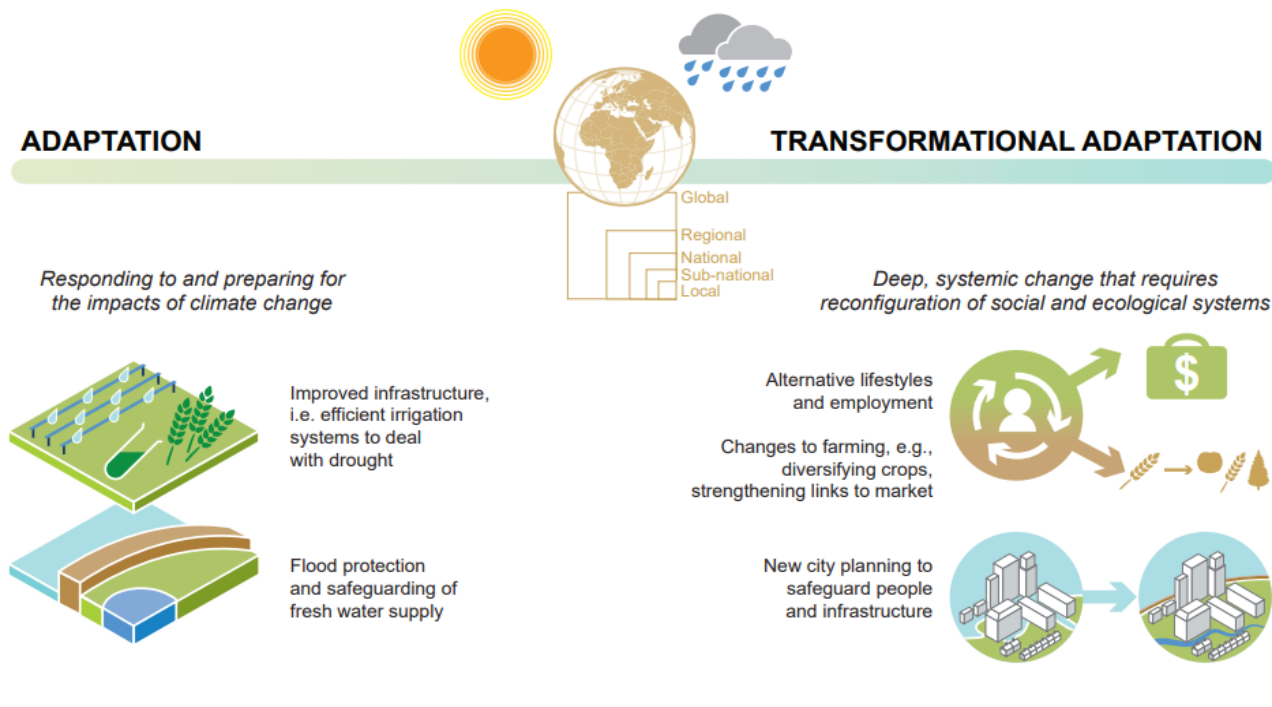 ADAPTATION
TRANSFORMATIONAL ADAPTATION
Global
Regional
National
Sub-national
Local
Responding to and preparing for
the impacts of climate change
Deep, systemic change that requires
reconfiguration of social and ecological systems
Improved infrastructure,
i.e. efficient irrigation
systems to deal
with drought
Flood protection
and safeguarding of
fresh water supply
Alternative lifestyles
and employment
$
Changes to farming, e.g.,
diversifying crops,
strengthening links to market
New city planning to
safeguard people
and infrastructure